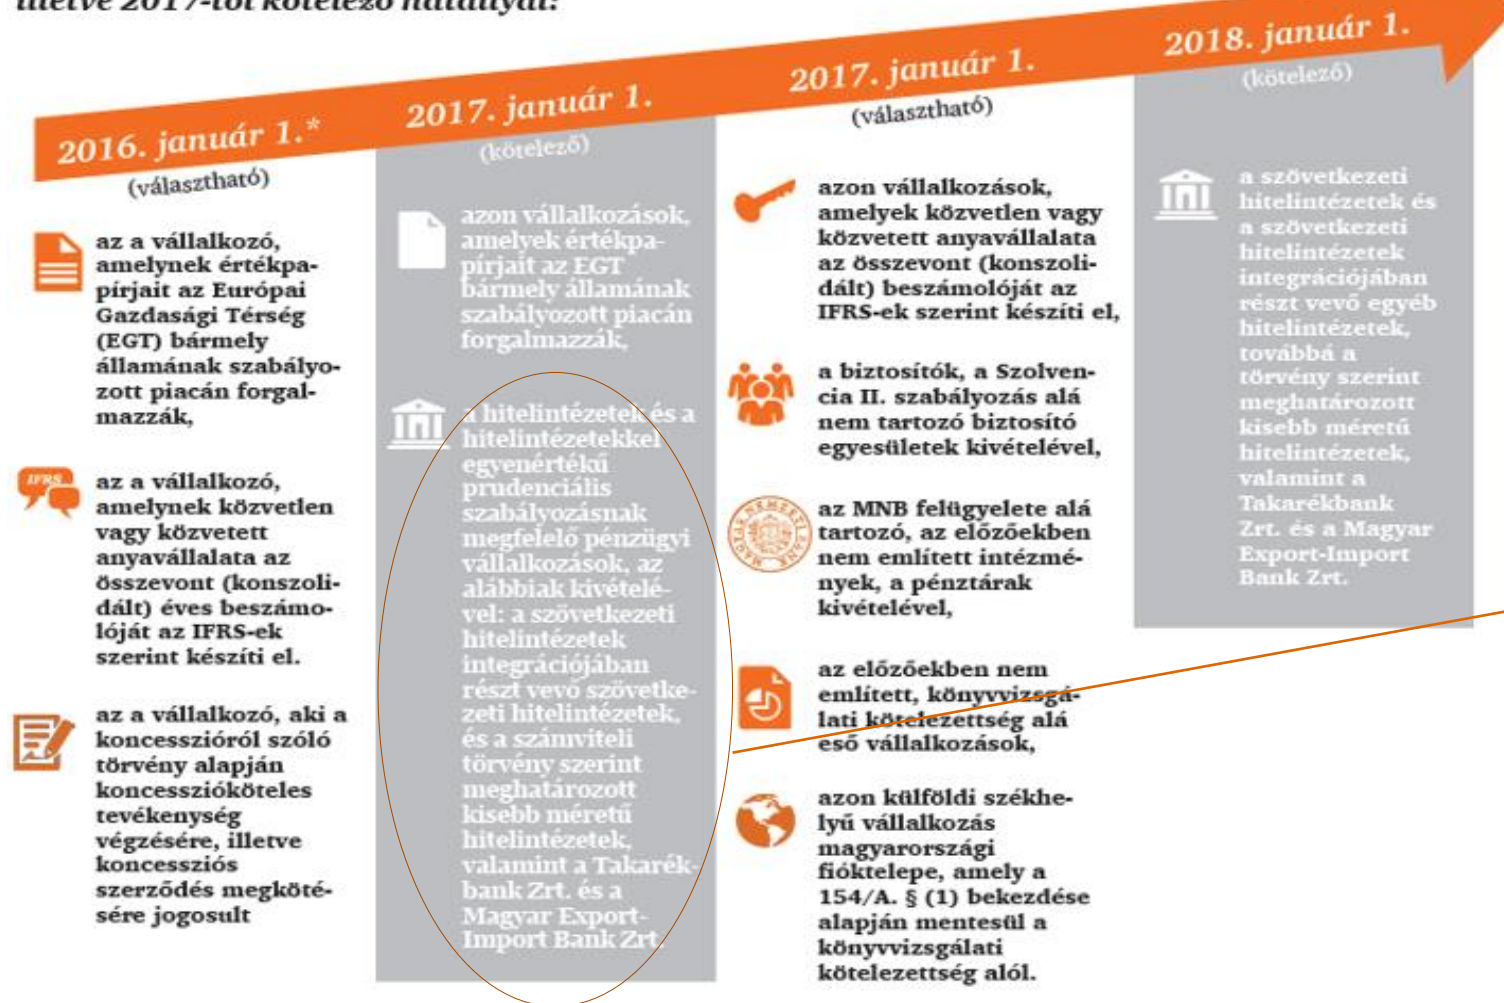 illetve 2017-től kötelező hatállyal:
2016. január 1.*
(választható)
az a vállalkozó,
amelynek értékpa-
pírjait az Európai
Gazdasági Térség
(EGT) bármely
államának szabályo-
zott piacán forgal-
mazzák,
IFRS
az a vállalkozó,
amelynek közvetlen
vagy közvetett
anyavállalata az
összevont (konszoli-
dált) éves beszámo-
lóját az IFRS-ek
szerint készíti el.
az a vállalkozó, aki a
koncesszióról szóló
törvény alapján
koncesszióköteles
tevékenység
végzésére, illetve
koncessziós
szerződés megköté-
sére jogosult
2017. január 1.
(kötelező)
azon vállalkozások,
amelyek értékpa-
pírjait az EGT
bármely államának
szabályozott piacán
forgalmazzák,
a hitelintézetek és a
hitelintézetekkel
egyenértékű
prudenciális
szabályozásnak
megfelelő pénzügyi
vállalkozások, az
alábbiak kivételé-
vel: a szövetkezeti
hitelintézetek
integrációjában
részt vevő szövetke-
zeti hitelintézetek,
és a számviteli
törvény szerint
meghatározott
kisebb méretű
hitelintézetek,
valamint a Takarék-
bank Zrt. és a
Magyar Export-
Import Bank Zrt.
2017. január 1.
(választható)
azon vállalkozások,
amelyek közvetlen vagy
közvetett anyavállalata
az összevont (konszoli-
dált) beszámolóját az
IFRS-ek szerint készíti el,
a biztosítók, a Szolven-
cia II. szabályozás alá
nem tartozó biztosító
egyesületek kivételével,
MAGYAR NEMZETI BANK
az MNB felügyelete alá
tartozó, az előzőekben
nem említett intézmé-
nyek, a pénztárak
kivételével,
az előzőekben nem
említett, könyvvizsgá-
lati kötelezettség alá
eső vállalkozások,
azon külföldi székhe-
lyű vállalkozás
magyarországi
fióktelepe, amely a
154/A. § (1) bekezdése
alapján mentesül a
könyvvizsgálati
kötelezettség alól.
2018. január 1.
(kötelező)
a szövetkezeti
hitelintézetek és
a szövetkezeti
hitelintézetek
integrációjában
részt vevő egyéb
hitelintézetek,
továbbá a
törvény szerint
meghatározott
kisebb méretű
hitelintézetek,
valamint a
Takarékbank
Zrt. és a Magyar
Export-Import
Bank Zrt.